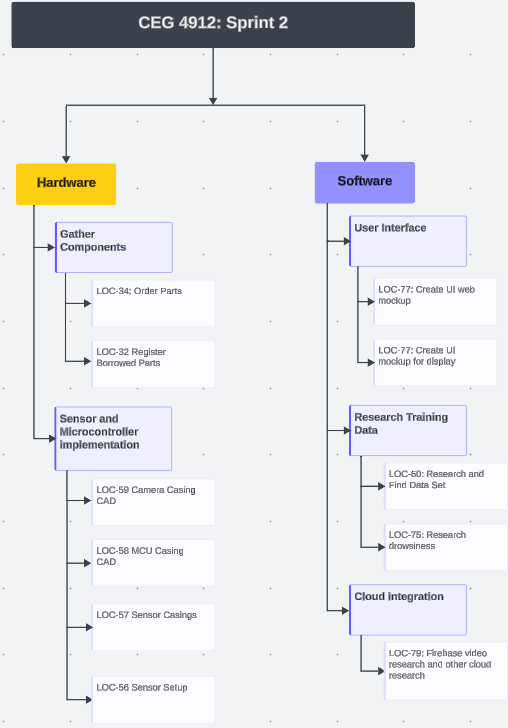 CEG 4912: Sprint 2
Hardware
Gather
Components
LOC-34: Order Parts
LOC-32 Register
Borrowed Parts
Sensor and
Microcontroller
implementation
LOC-59 Camera Casing
CAD
LOC-58 MCU Casing
CAD
LOC-57 Sensor Casings
LOC-56 Sensor Setup
Software
User Interface
LOC-77: Create UI web
mockup
LOC-77: Create UI
mockup for display
Research Training
Data
LOC-60: Research and
Find Data Set
LOC-75: Research
drowsiness
Cloud integration
LOC-79: Firebase video
research and other cloud
research